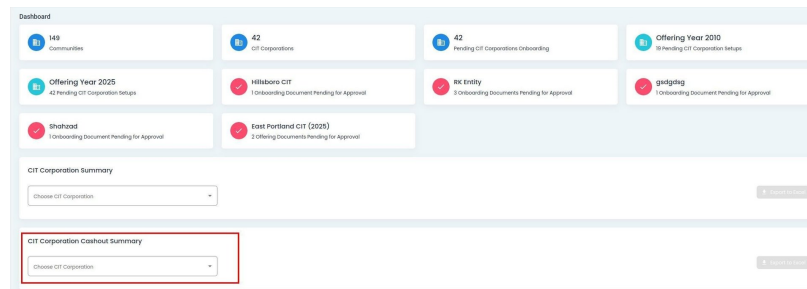 Dashboard
149
Communities
42
CIT Corporations
42
Pending CIT Corporations Onboarding
Offering Year 2010
19 Pending CIT Corporation Setups
Offering Year 2025
42 Pending CIT Corporation Setups
Hillsboro CIT
1 Onboarding Document Pending for Approval
RK Entity
3 Onboarding Documents Pending for Approval
gsdgdsg
1 Onboarding Document Pending for Approval
Shahzad
1 Onboarding Document Pending for Approval
East Portland CIT (2025)
2 Offering Documents Pending for Approval
CIT Corporation Summary
Choose CIT Corporation
CIT Corporation Cashout Summary
Choose CIT Corporation